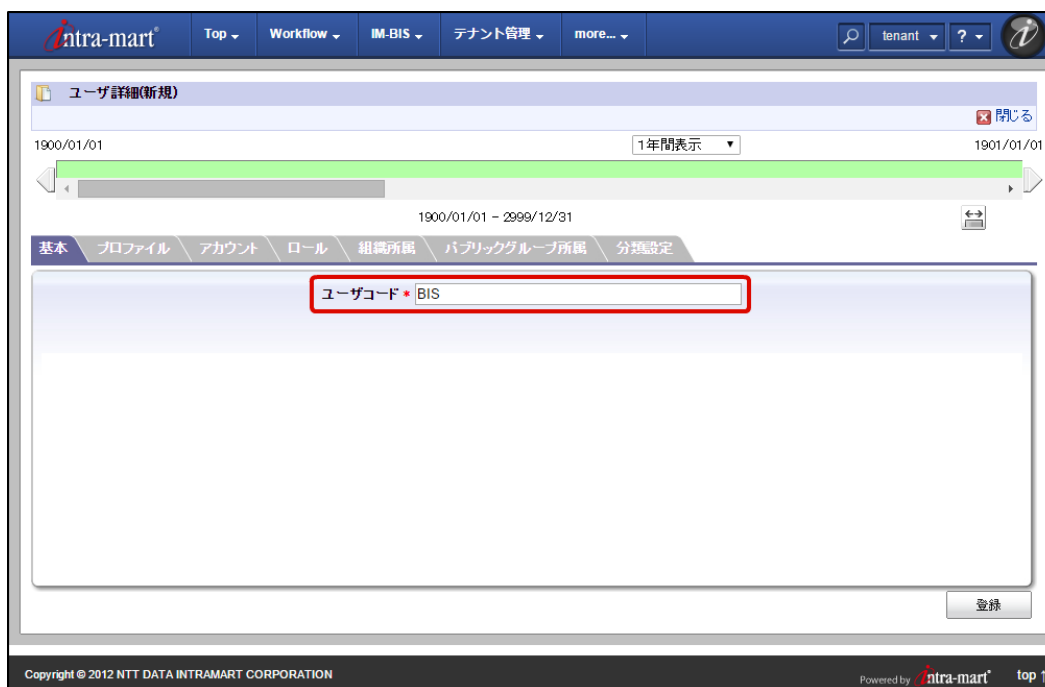 intra-mart® Top Workflow IM-BIS テナント管理 more... tenant ?
ユーザ詳細(新規)
閉じる
1900/01/01 1年間表示 1901/01/01
1900/01/01 - 2999/12/31
基本 プロファイル アカウント ロール 組織所属 パブリックグループ所属 分類設定
ユーザコード * BIS
登録
Copyright © 2012 NTT DATA INTRAMART CORPORATION Powered by intra-mart® top ↑